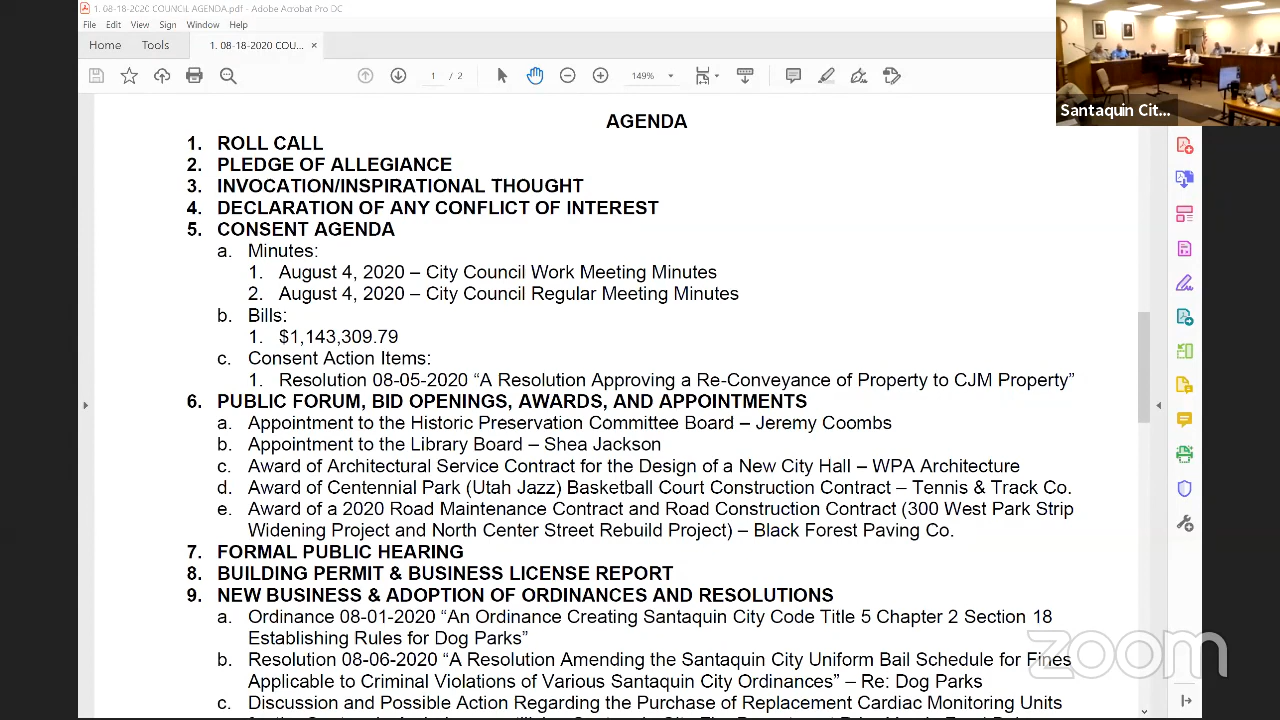 1. 08-18-2020 COUNCIL AGENDA.pdf - Adobe Acrobat Pro DC
File Edit View Sign Window Help
Home Tools 1. 08-18-2020 COU... ×
1 / 2 149%
Santaquin Cit...
AGENDA
1. ROLL CALL
2. PLEDGE OF ALLEGIANCE
3. INVOCATION/INSPIRATIONAL THOUGHT
4. DECLARATION OF ANY CONFLICT OF INTEREST
5. CONSENT AGENDA
a. Minutes:
1. August 4, 2020 – City Council Work Meeting Minutes
2. August 4, 2020 – City Council Regular Meeting Minutes
b. Bills:
1. $1,143,309.79
c. Consent Action Items:
1. Resolution 08-05-2020 “A Resolution Approving a Re-Conveyance of Property to CJM Property”
6. PUBLIC FORUM, BID OPENINGS, AWARDS, AND APPOINTMENTS
a. Appointment to the Historic Preservation Committee Board – Jeremy Coombs
b. Appointment to the Library Board – Shea Jackson
c. Award of Architectural Service Contract for the Design of a New City Hall – WPA Architecture
d. Award of Centennial Park (Utah Jazz) Basketball Court Construction Contract – Tennis & Track Co.
e. Award of a 2020 Road Maintenance Contract and Road Construction Contract (300 West Park Strip
Widening Project and North Center Street Rebuild Project) – Black Forest Paving Co.
7. FORMAL PUBLIC HEARING
8. BUILDING PERMIT & BUSINESS LICENSE REPORT
9. NEW BUSINESS & ADOPTION OF ORDINANCES AND RESOLUTIONS
a. Ordinance 08-01-2020 “An Ordinance Creating Santaquin City Code Title 5 Chapter 2 Section 18
Establishing Rules for Dog Parks”
b. Resolution 08-06-2020 “A Resolution Amending the Santaquin City Uniform Bail Schedule for Fines
Applicable to Criminal Violations of Various Santaquin City Ordinances” – Re: Dog Parks
c. Discussion and Possible Action Regarding the Purchase of Replacement Cardiac Monitoring Units
zoom